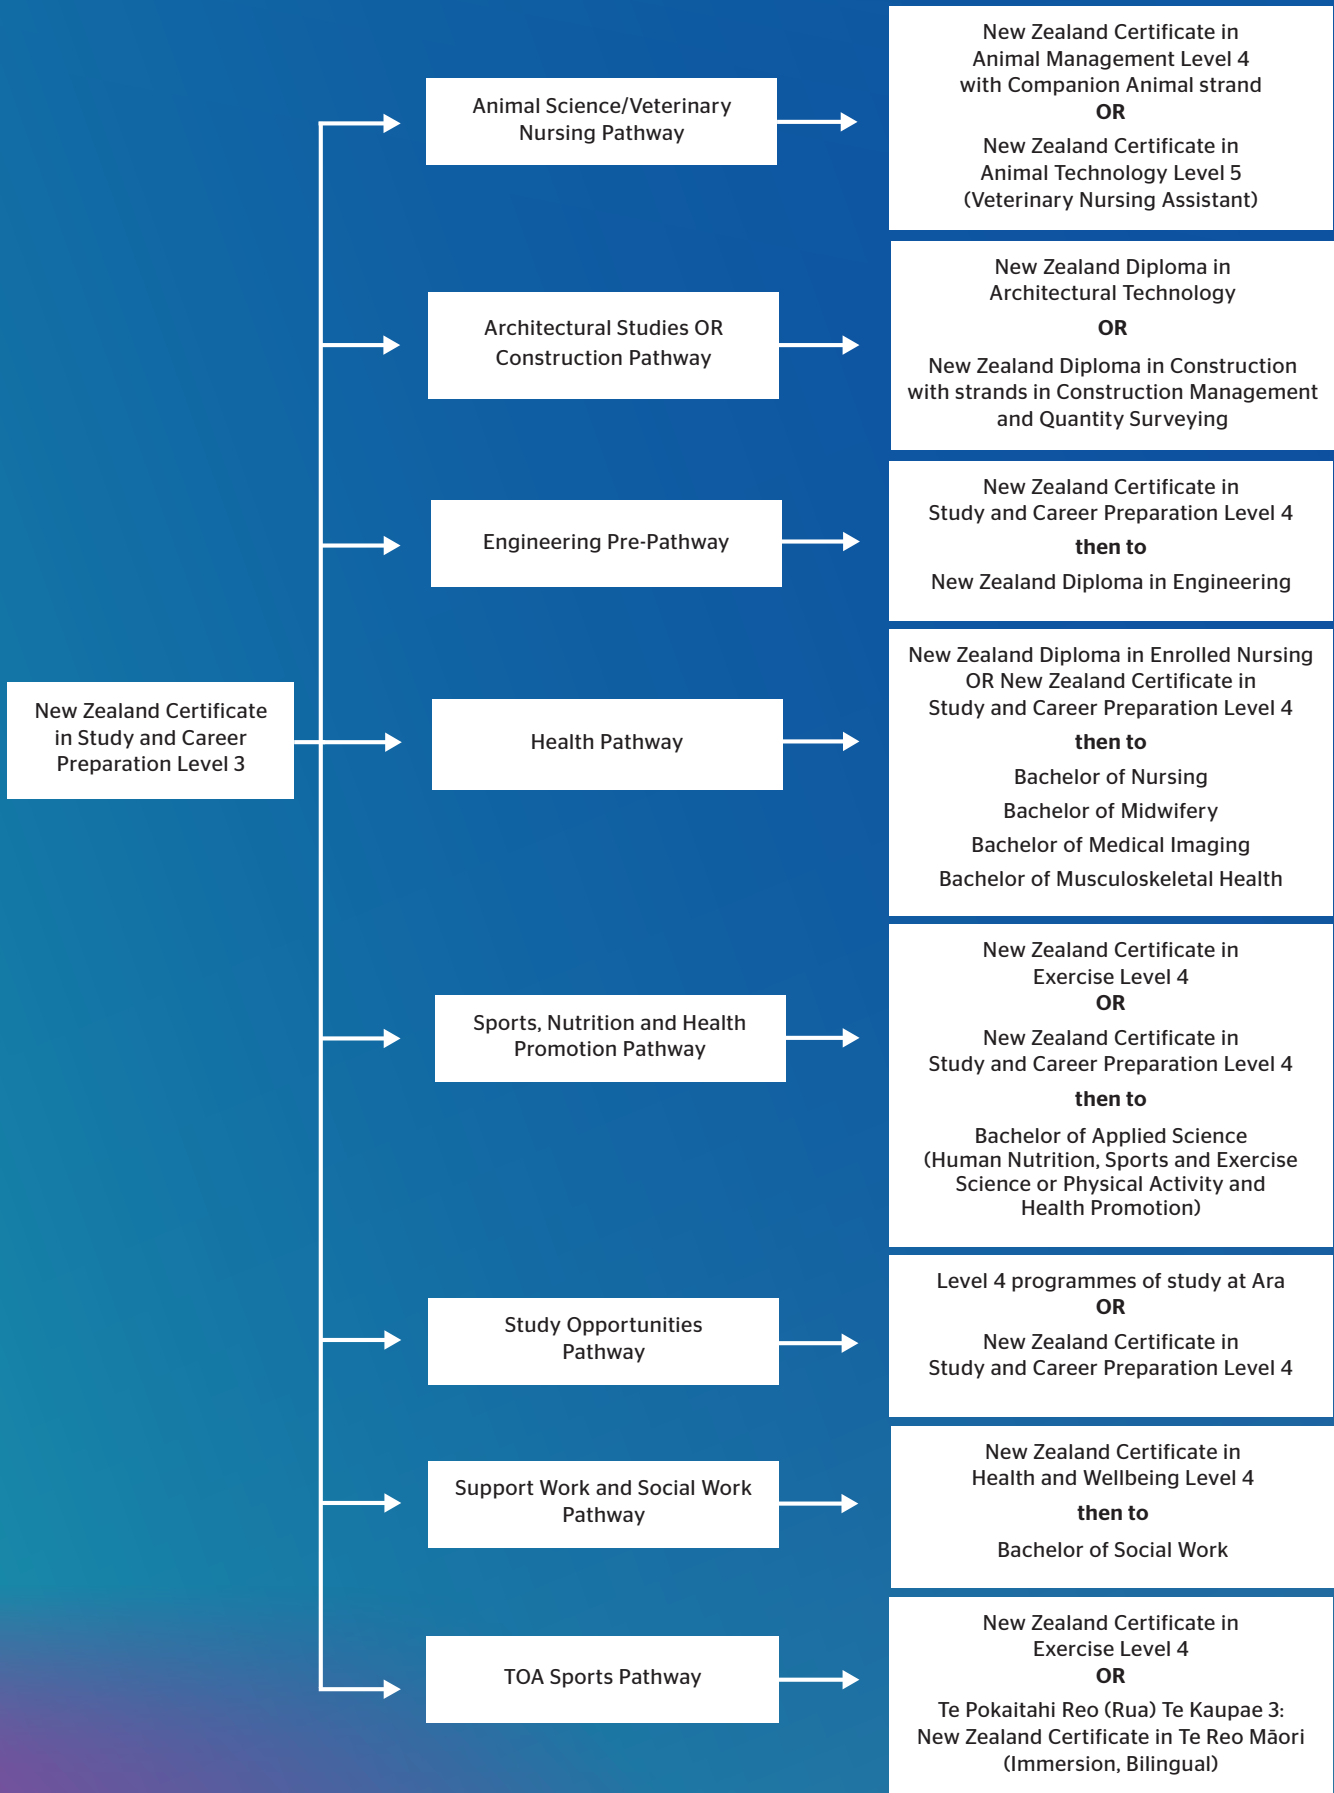 New Zealand Certificate
in Study and Career
Preparation Level 3
Animal Science/Veterinary
Nursing Pathway
New Zealand Certificate in
Animal Management Level 4
with Companion Animal strand
OR
New Zealand Certificate in
Animal Technology Level 5
(Veterinary Nursing Assistant)
Architectural Studies OR
Construction Pathway
New Zealand Diploma in
Architectural Technology
OR
New Zealand Diploma in Construction
with strands in Construction Management
and Quantity Surveying
Engineering Pre-Pathway
New Zealand Certificate in
Study and Career Preparation Level 4
then to
New Zealand Diploma in Engineering
Health Pathway
New Zealand Diploma in Enrolled Nursing
OR New Zealand Certificate in
Study and Career Preparation Level 4
then to
Bachelor of Nursing
Bachelor of Midwifery
Bachelor of Medical Imaging
Bachelor of Musculoskeletal Health
Sports, Nutrition and Health
Promotion Pathway
New Zealand Certificate in
Exercise Level 4
OR
New Zealand Certificate in
Study and Career Preparation Level 4
then to
Bachelor of Applied Science
(Human Nutrition, Sports and Exercise
Science or Physical Activity and
Health Promotion)
Study Opportunities
Pathway
Level 4 programmes of study at Ara
OR
New Zealand Certificate in
Study and Career Preparation Level 4
Support Work and Social Work
Pathway
New Zealand Certificate in
Health and Wellbeing Level 4
then to
Bachelor of Social Work
TOA Sports Pathway
New Zealand Certificate in
Exercise Level 4
OR
Te Pokaitahi Reo (Rua) Te Kaupae 3:
New Zealand Certificate in Te Reo Māori
(Immersion, Bilingual)